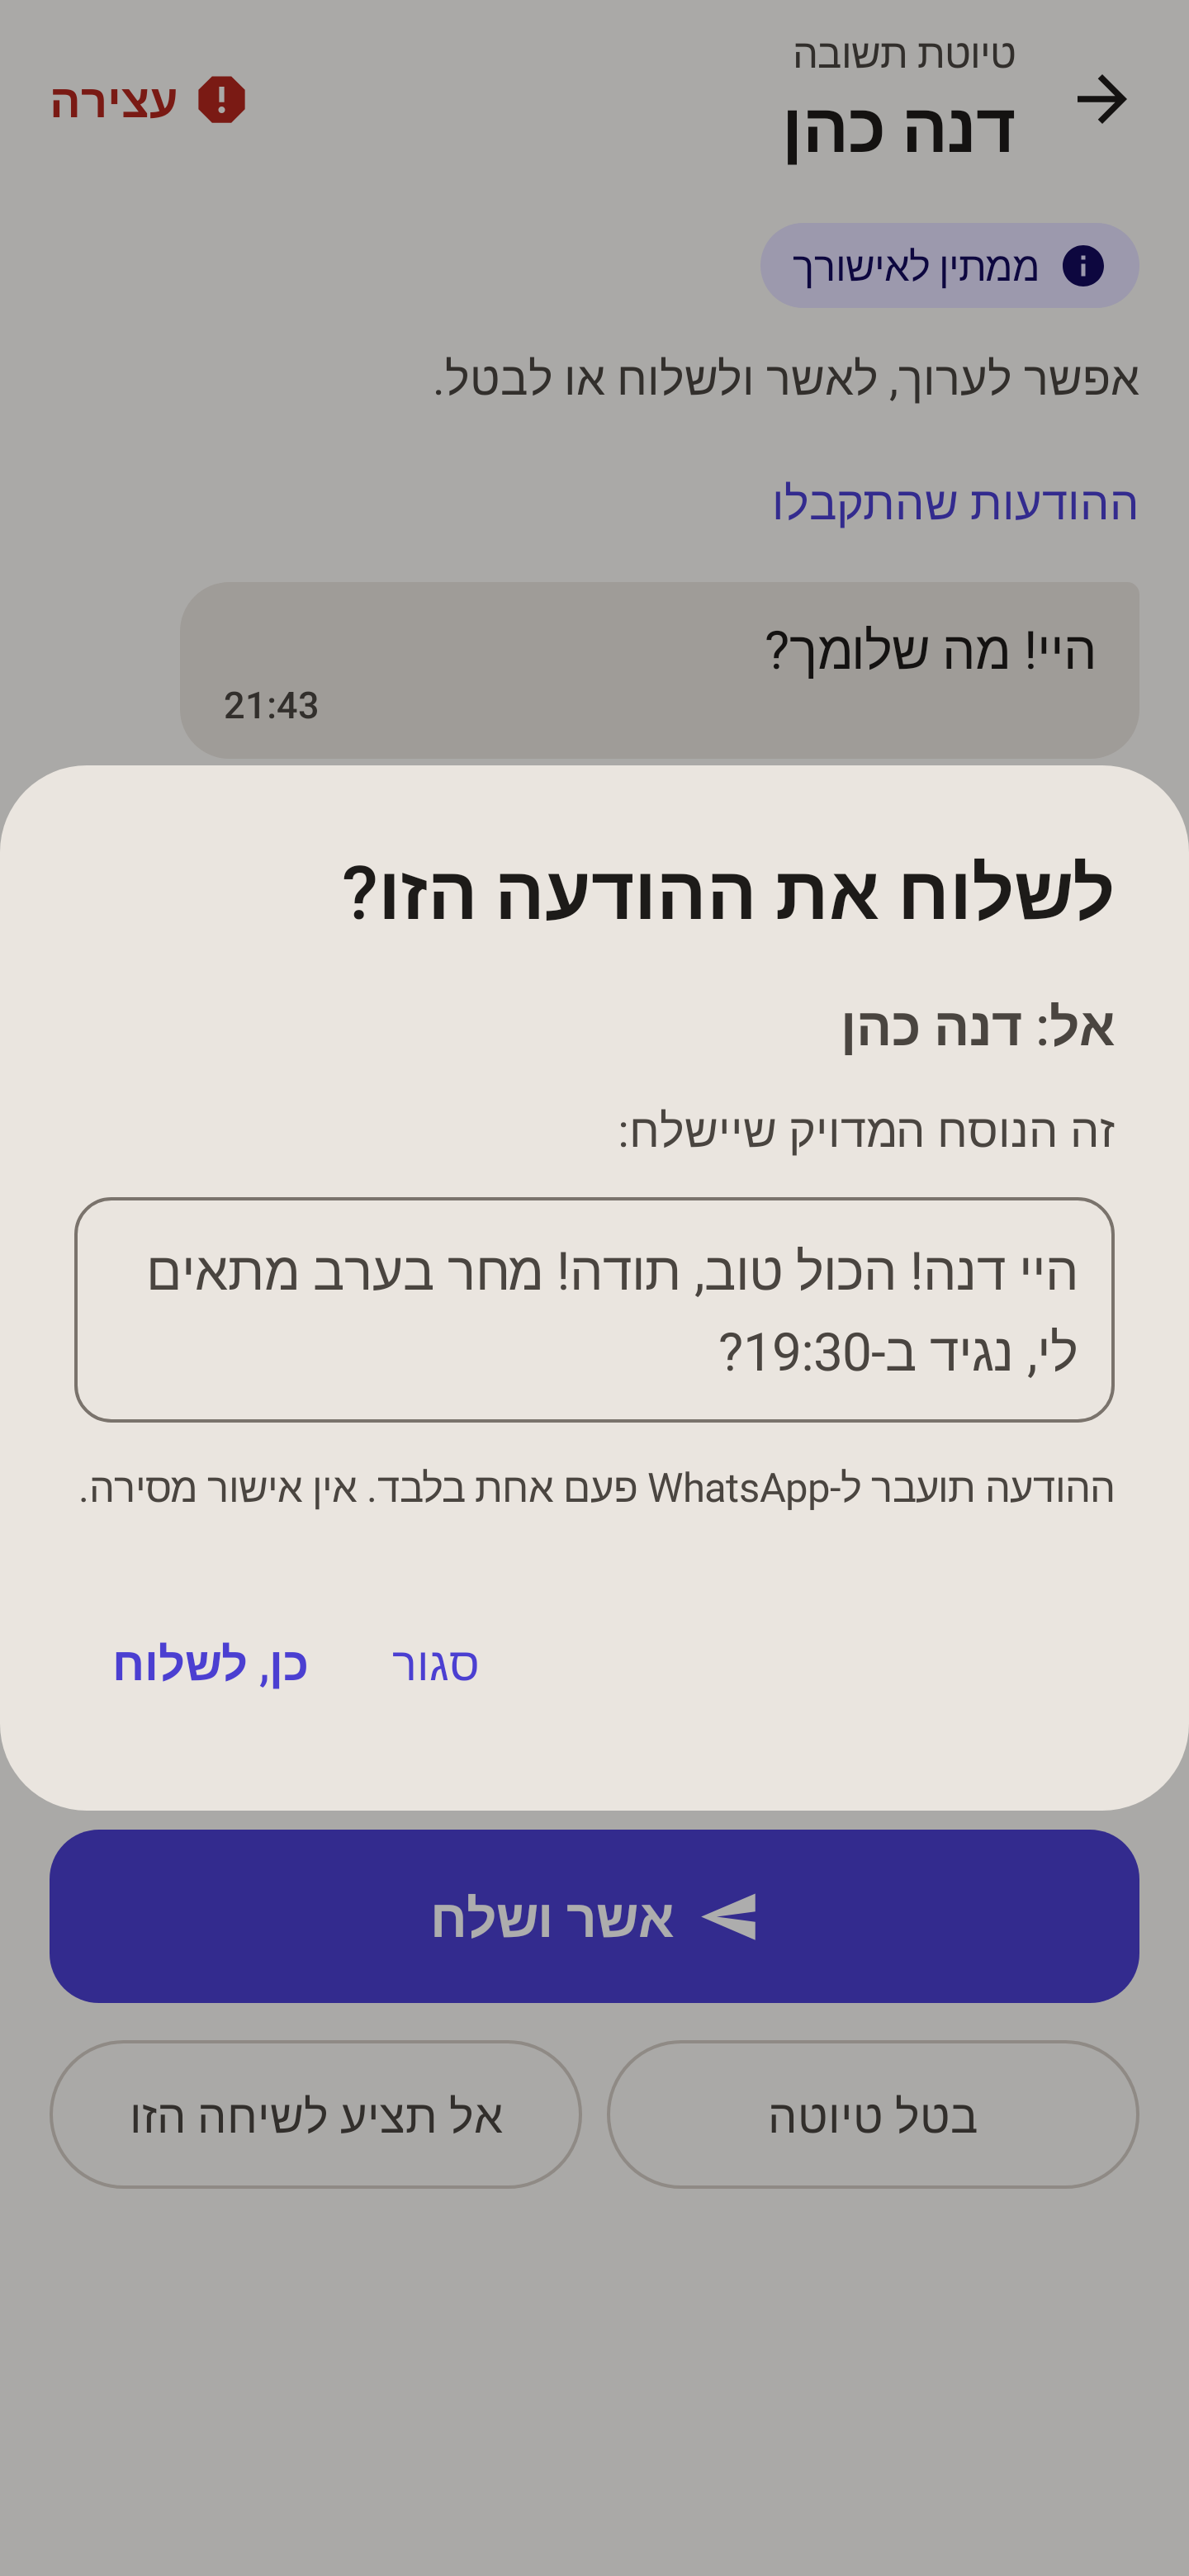 טיוטת תשובה
דנה כהן
עצירה
ממתין לאישורך
אפשר לערוך, לאשר ולשלוח או לבטל.
ההודעות שהתקבלו
היי! מה שלומך?
21:43
לשלוח את ההודעה הזו?
אל: דנה כהן
זה הנוסח המדויק שיישלח:
היי דנה! הכול טוב, תודה! מחר בערב מתאים
לי, נגיד ב-19:30?
ההודעה תועבר ל-WhatsApp פעם אחת בלבד. אין אישור מסירה.
סגור
כן, לשלוח
אשר ושלח
בטל טיוטה
אל תציע לשיחה הזו